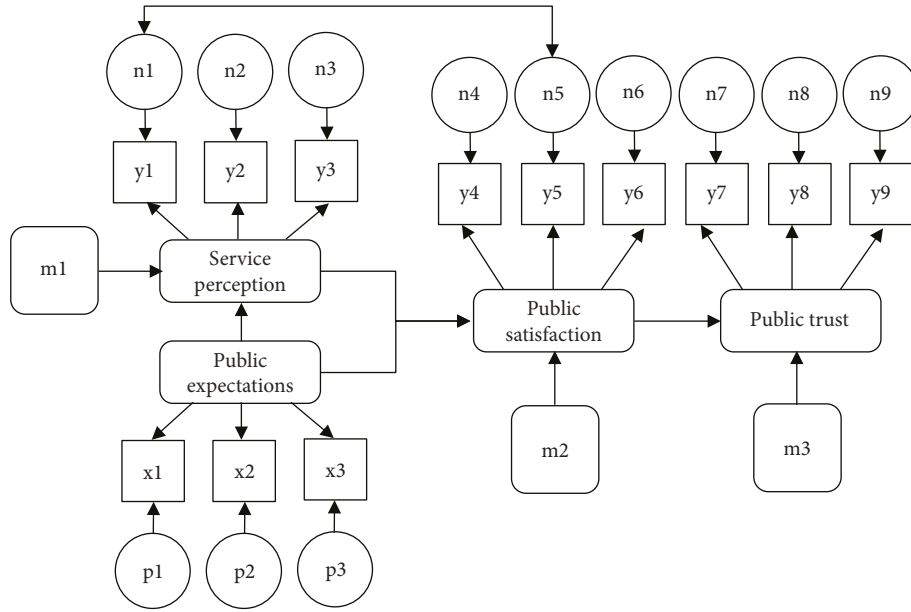 n1
n2
n3
n4
n5
n6
n7
n8
n9
y1
y2
y3
y4
y5
y6
y7
y8
y9
m1
Service
perception
Public
satisfaction
Public trust
Public
expectations
m2
m3
x1
x2
x3
p1
p2
p3